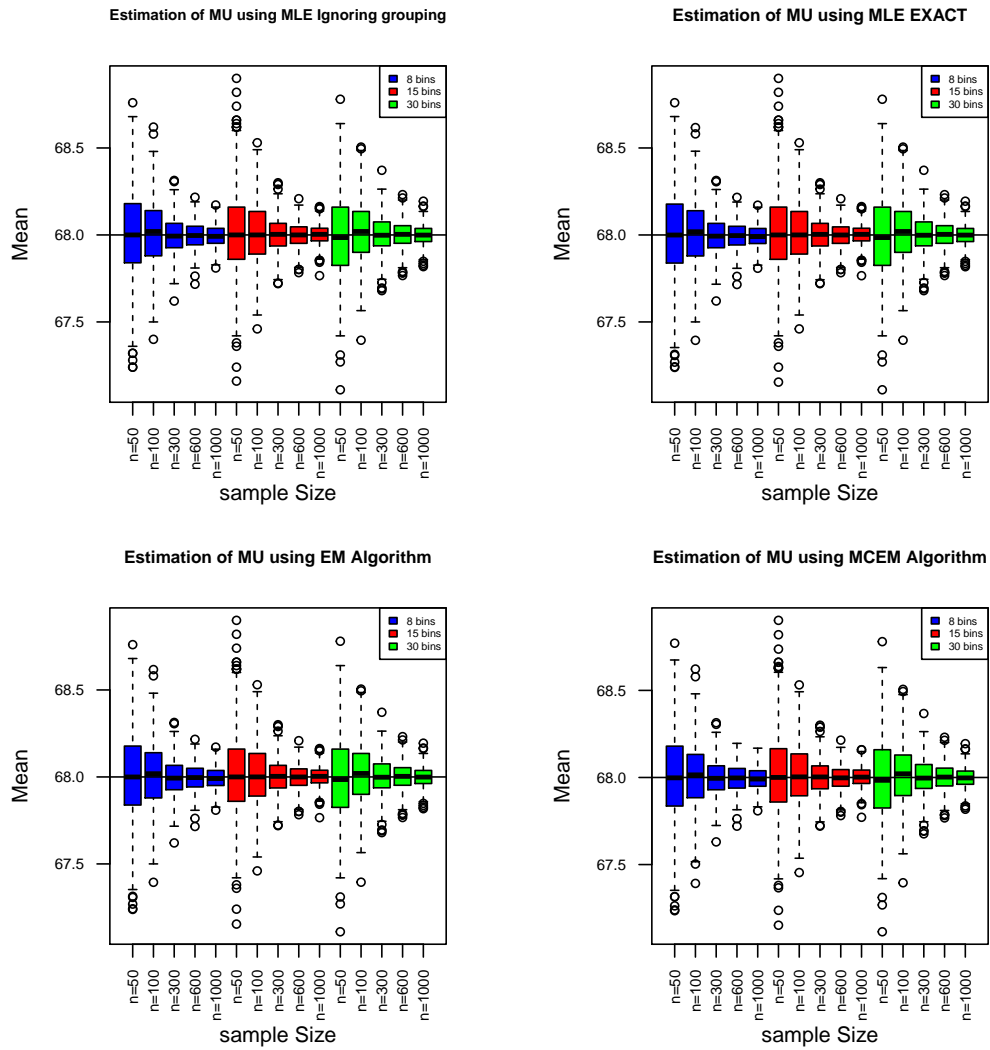 Estimation of MU using MLE Ignoring grouping
Mean
68.5
68.0
67.5
8 bins
15 bins
30 bins
n=50
n=100
n=300
n=600
n=1000
n=50
n=100
n=300
n=600
n=1000
n=50
n=100
n=300
n=600
n=1000
sample Size
Estimation of MU using MLE EXACT
Mean
68.5
68.0
67.5
8 bins
15 bins
30 bins
n=50
n=100
n=300
n=600
n=1000
n=50
n=100
n=300
n=600
n=1000
n=50
n=100
n=300
n=600
n=1000
sample Size
Estimation of MU using EM Algorithm
Mean
68.5
68.0
67.5
8 bins
15 bins
30 bins
n=50
n=100
n=300
n=600
n=1000
n=50
n=100
n=300
n=600
n=1000
n=50
n=100
n=300
n=600
n=1000
sample Size
Estimation of MU using MCEM Algorithm
Mean
68.5
68.0
67.5
8 bins
15 bins
30 bins
n=50
n=100
n=300
n=600
n=1000
n=50
n=100
n=300
n=600
n=1000
n=50
n=100
n=300
n=600
n=1000
sample Size